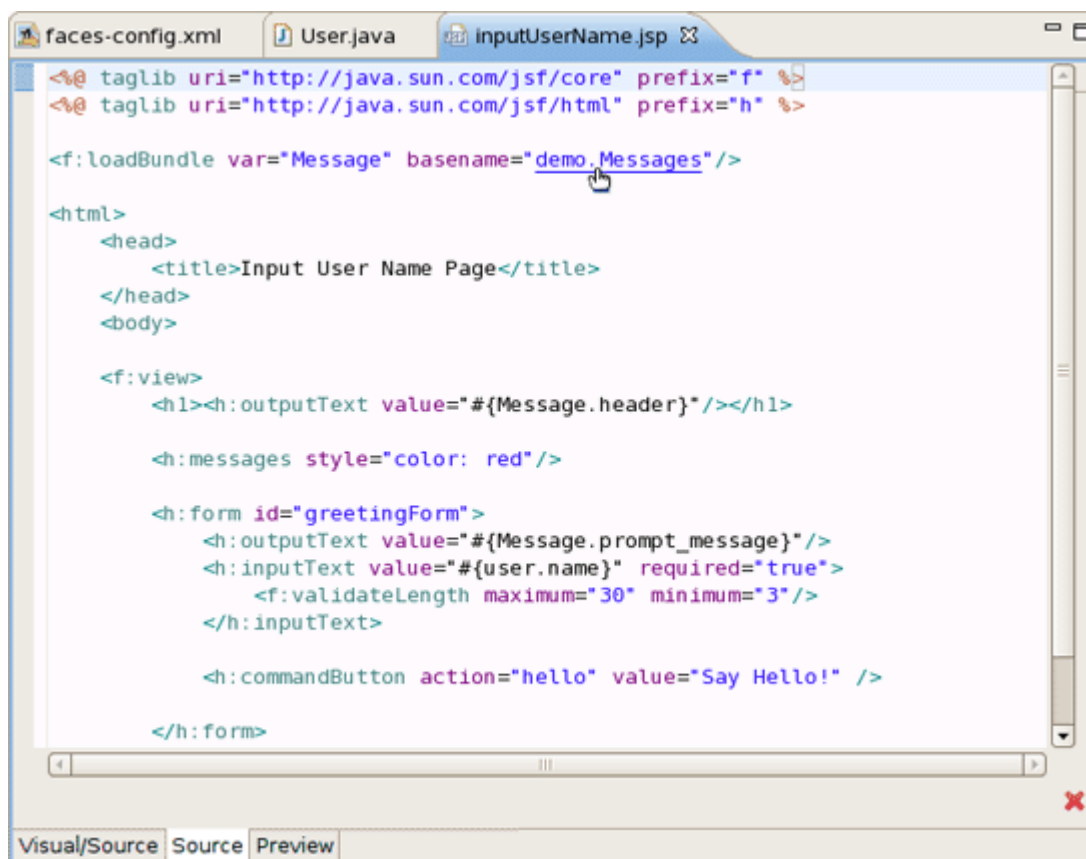 faces-config.xml User.java inputUserName.jsp
<%@ taglib uri="http://java.sun.com/jsf/core" prefix="f" %>
<%@ taglib uri="http://java.sun.com/jsf/html" prefix="h" %>
<f:loadBundle var="Message" basename="demo.Messages"/>
<html>
<head>
<title>Input User Name Page</title>
</head>
<body>
<f:view>
<h1><h:outputText value="#{Message.header}"/></h1>
<h:messages style="color: red"/>
<h:form id="greetingForm">
<h:outputText value="#{Message.prompt_message}"/>
<h:inputText value="#{user.name}" required="true">
<f:validateLength maximum="30" minimum="3"/>
</h:inputText>
<h:commandButton action="hello" value="Say Hello!" />
</h:form>
Visual/Source Source Preview